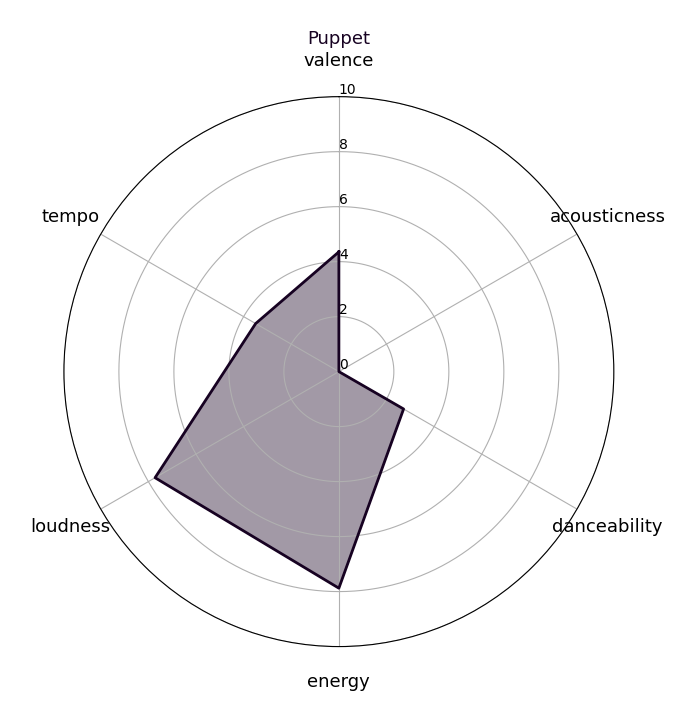 Puppet
valence
10
8
acousticness
tempo
6
4
2
0
loudness
danceability
energy